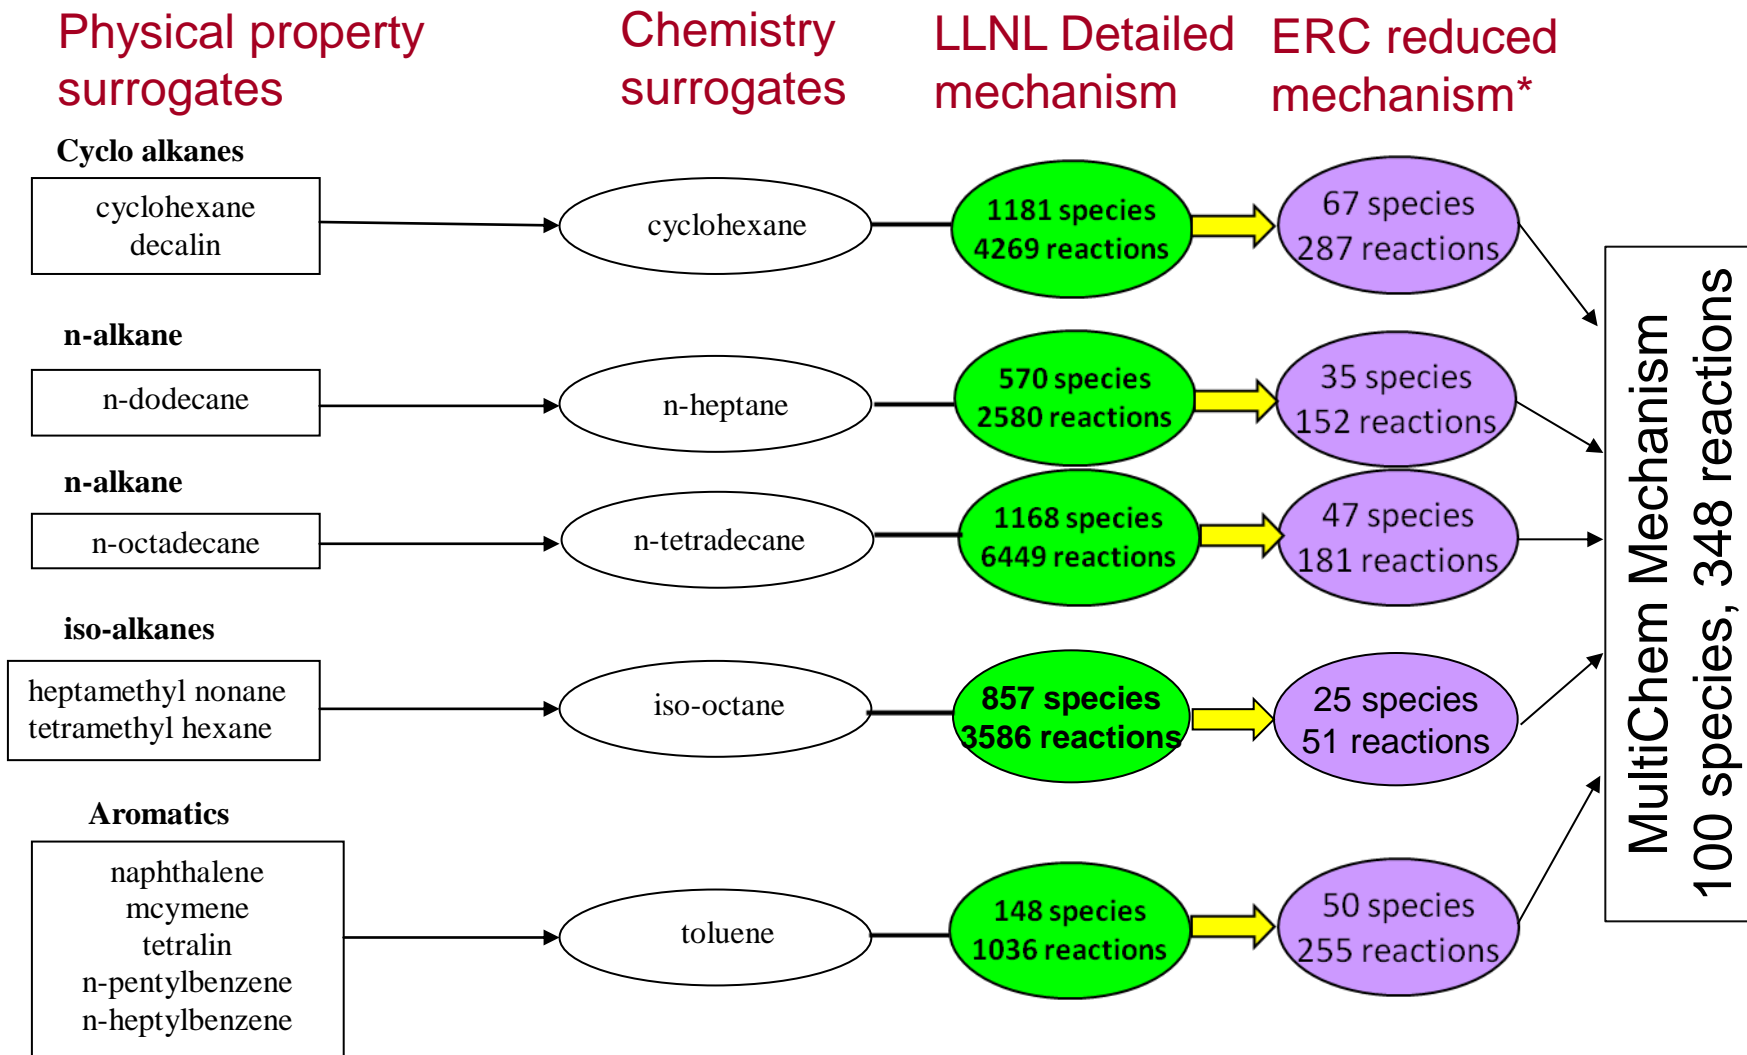 Physical property
surrogates
Chemistry
surrogates
LLNL Detailed
mechanism
ERC reduced
mechanism*
Cyclo alkanes
cyclohexane
decalin
cyclohexane
1181 species
4269 reactions
67 species
287 reactions
n-alkane
n-dodecane
n-heptane
570 species
2580 reactions
35 species
152 reactions
n-alkane
n-octadecane
n-tetradecane
1168 species
6449 reactions
47 species
181 reactions
iso-alkanes
heptamethyl nonane
tetramethyl hexane
iso-octane
857 species
3586 reactions
25 species
51 reactions
Aromatics
naphthalene
mcymene
tetralin
n-pentylbenzene
n-heptylbenzene
toluene
148 species
1036 reactions
50 species
255 reactions
MultiChem Mechanism
100 species, 348 reactions